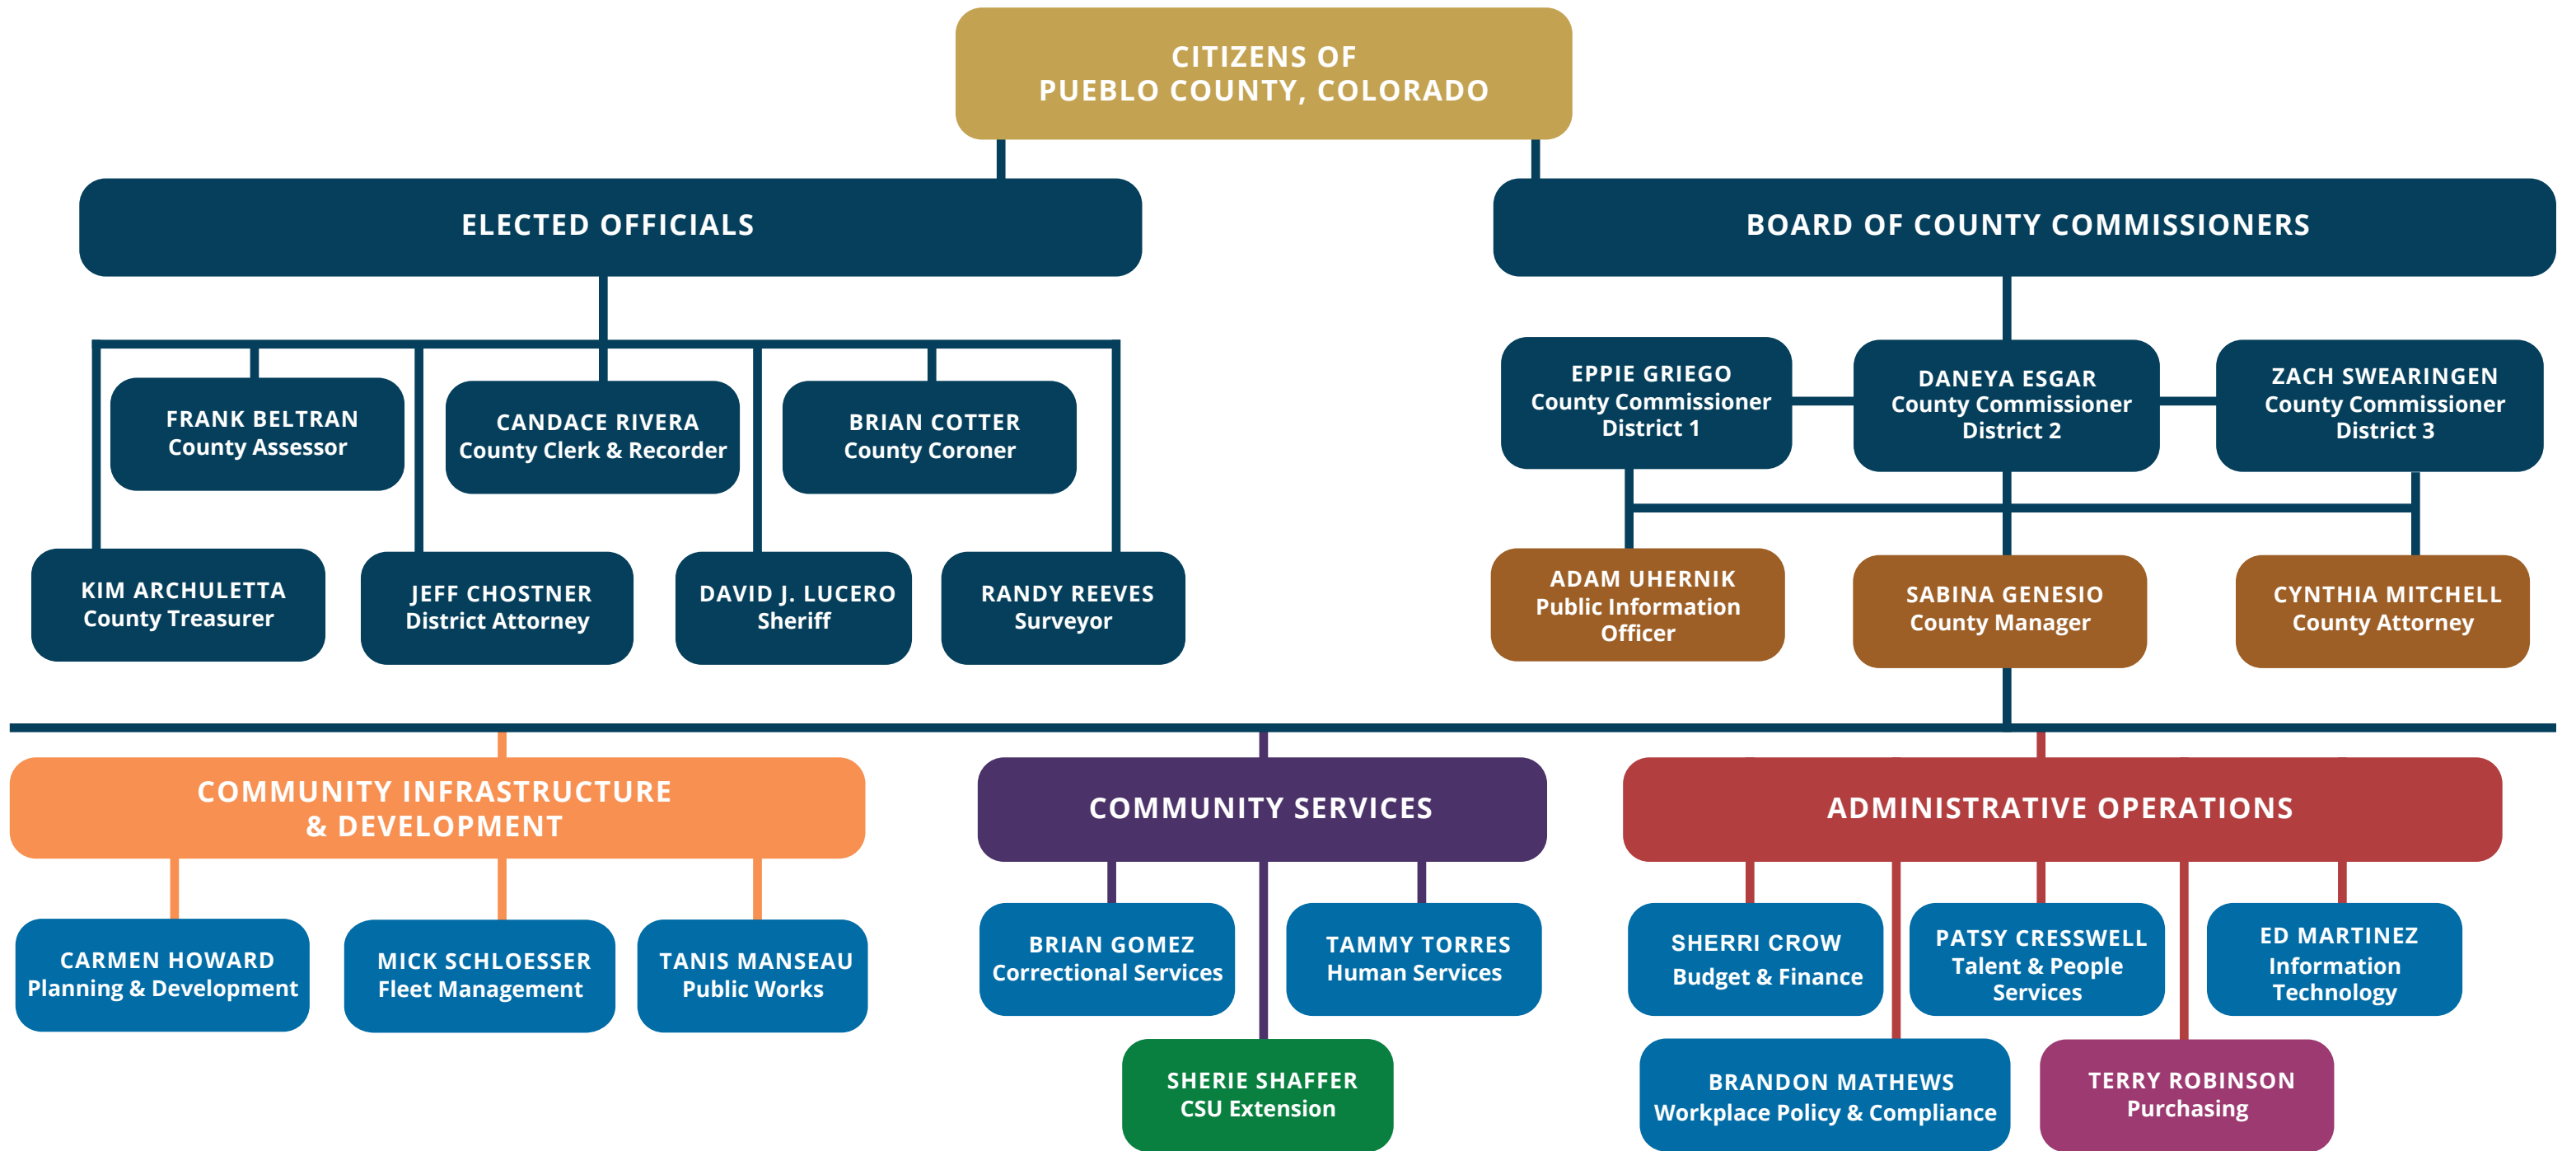 CITIZENS OF
PUEBLO COUNTY, COLORADO
ELECTED OFFICIALS
BOARD OF COUNTY COMMISSIONERS
FRANK BELTRAN
County Assessor
CANDACE RIVERA
County Clerk & Recorder
BRIAN COTTER
County Coroner
EPPIE GRIEGO
County Commissioner
District 1
DANEYA ESGAR
County Commissioner
District 2
ZACH SWEARINGEN
County Commissioner
District 3
KIM ARCHULETTA
County Treasurer
JEFF CHOSTNER
District Attorney
DAVID J. LUCERO
Sheriff
RANDY REEVES
Surveyor
ADAM UHERNIK
Public Information
Officer
SABINA GENESIO
County Manager
CYNTHIA MITCHELL
County Attorney
COMMUNITY INFRASTRUCTURE
& DEVELOPMENT
COMMUNITY SERVICES
ADMINISTRATIVE OPERATIONS
CARMEN HOWARD
Planning & Development
MICK SCHLOESSER
Fleet Management
TANIS MANSEAU
Public Works
BRIAN GOMEZ
Correctional Services
TAMMY TORRES
Human Services
SHERRI CROW
Budget & Finance
PATSY CRESSWELL
Talent & People
Services
ED MARTINEZ
Information
Technology
SHERIE SHAFFER
CSU Extension
BRANDON MATHEWS
Workplace Policy & Compliance
TERRY ROBINSON
Purchasing